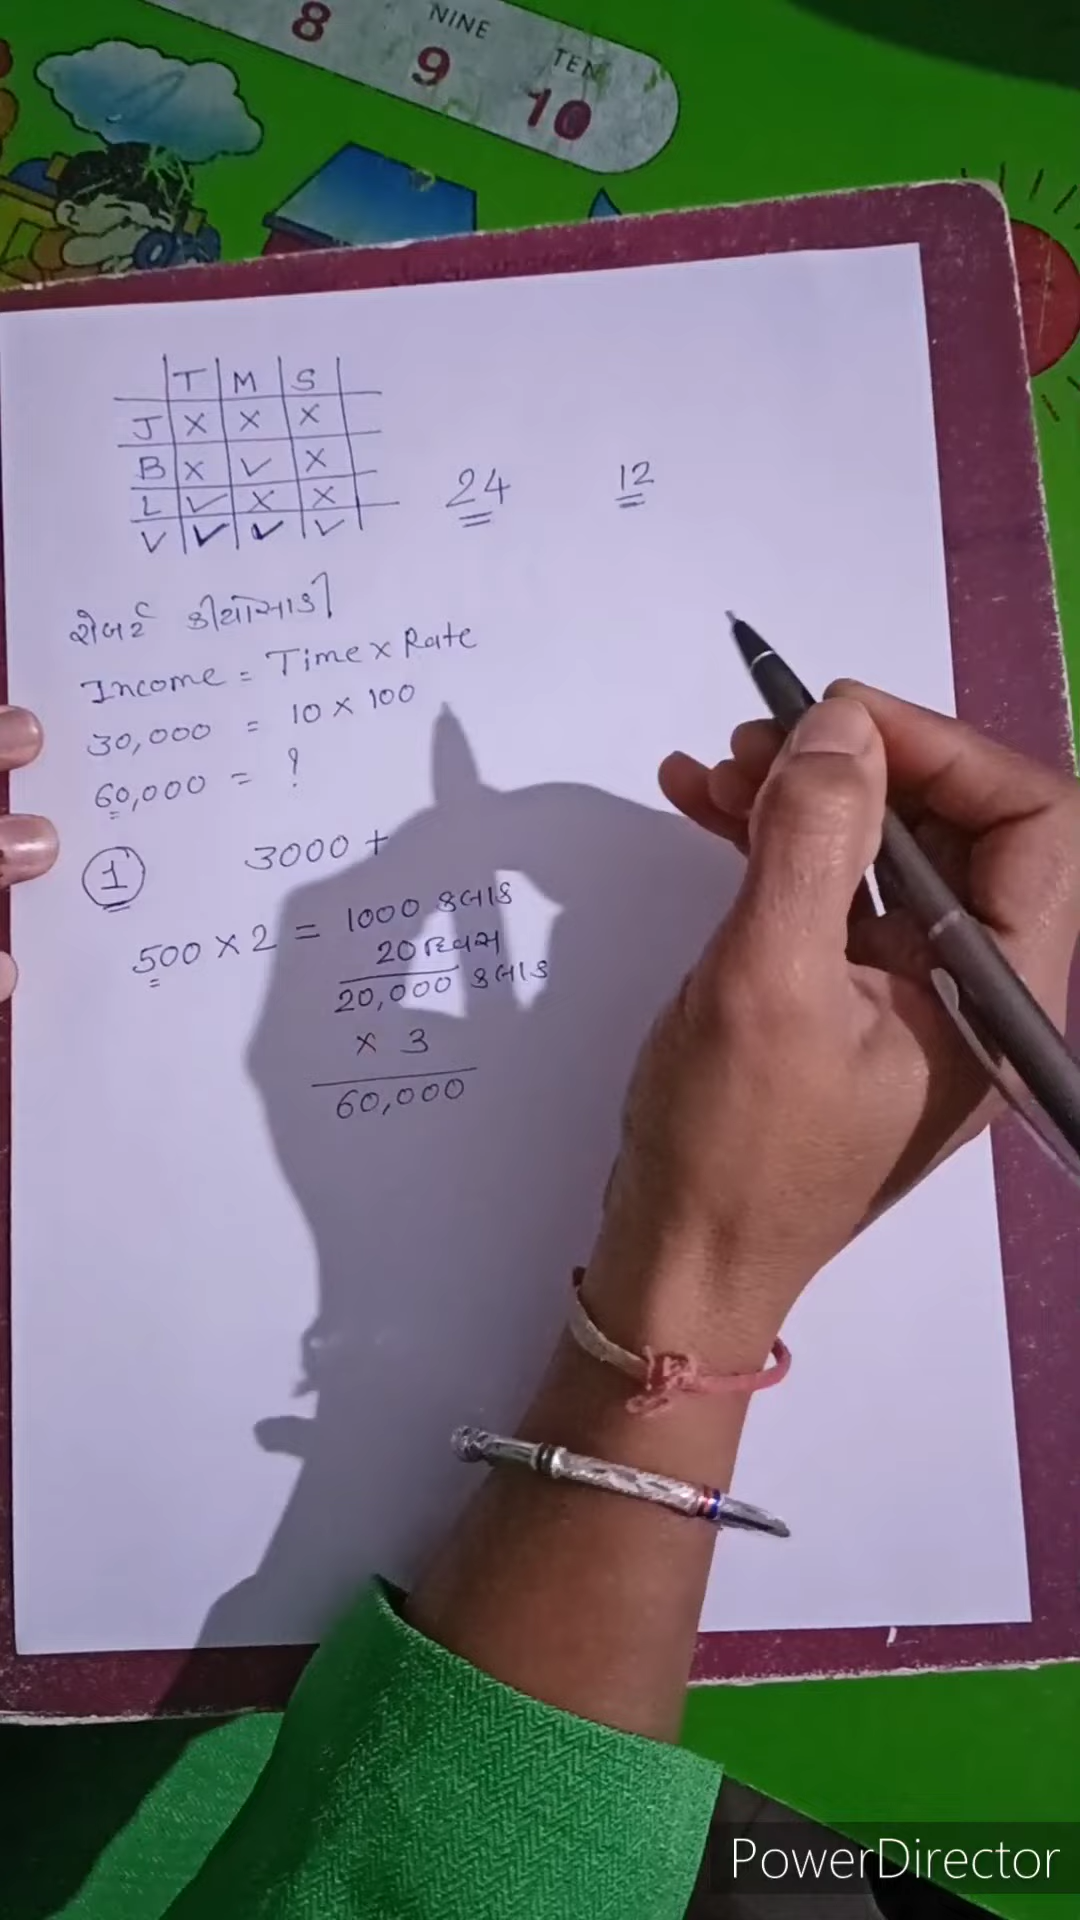 8 NINE 9 TEN 10
T M S
J X X X
B X ✓ X
L ✓ X X
V ✓ ✓ ✓
24 12
રોબર્ટ કીયોસાકી
Income = Time x Rate
30,000 = 10 x 100
60,000 = ?
1 3000 +
500 x 2 = 1000 કલાક
20 દિવસ
20,000 કલાક
x 3
60,000
PowerDirector